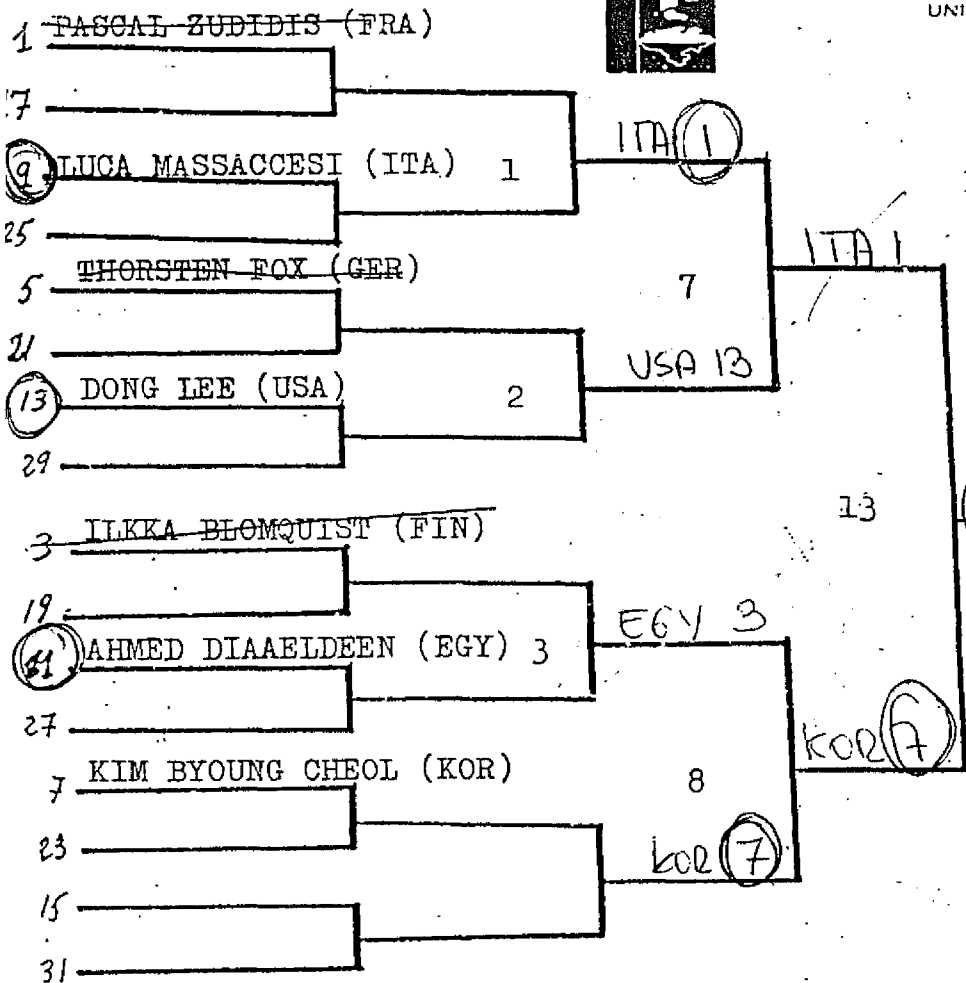 UNI
1 PASCAL ZUDIDIS (FRA)
17
ITA 1
9 LUCA MASSACCESI (ITA) 1
25
ITA 1
5 THORSTEN FOX (GER)
7
21
USA 13
13 DONG LEE (USA) 2
29
13
3 ILKKA BLOMQUIST (FIN)
19
EGY 3
AHMED DIAAELDEEN (EGY) 3
27
KOR 7
7 KIM BYOUNG CHEOL (KOR)
8
23
KOR 7
15
31